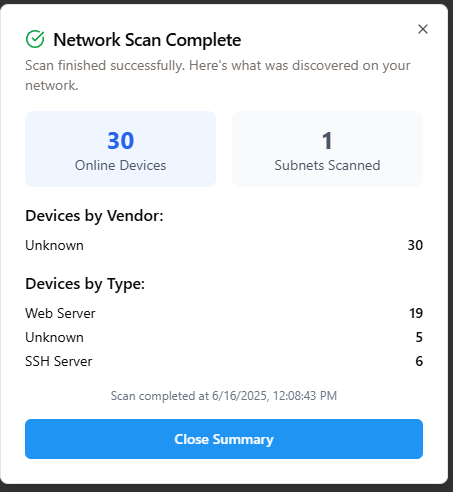 Network Scan Complete
Scan finished successfully. Here's what was discovered on your
network.
30
Online Devices
1
Subnets Scanned
Devices by Vendor:
Unknown 30
Devices by Type:
Web Server 19
Unknown 5
SSH Server 6
Scan completed at 6/16/2025, 12:08:43 PM
Close Summary